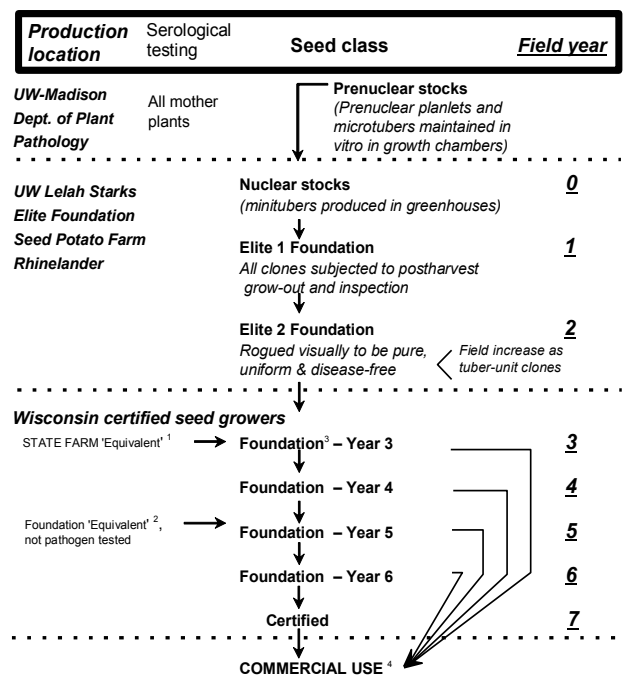 Production location
Serological testing
Seed class
Field year
UW-Madison
Dept. of Plant
Pathology
All mother
plants
Prenuclear stocks
(Prenuclear planlets and
microtubers maintained in
vitro in growth chambers)
UW Lelah Starks
Elite Foundation
Seed Potato Farm
Rhinelander
Nuclear stocks
0
(minitubers produced in greenhouses)
Elite 1 Foundation
1
All clones subjected to postharvest
grow-out and inspection
Elite 2 Foundation
2
Rogued visually to be pure,
uniform & disease-free
Field increase as
tuber-unit clones
Wisconsin certified seed growers
STATE FARM 'Equivalent' 1
Foundation3 – Year 3
3
Foundation – Year 4
4
Foundation 'Equivalent' 2,
not pathogen tested
Foundation – Year 5
5
Foundation – Year 6
6
Certified
7
COMMERCIAL USE 4